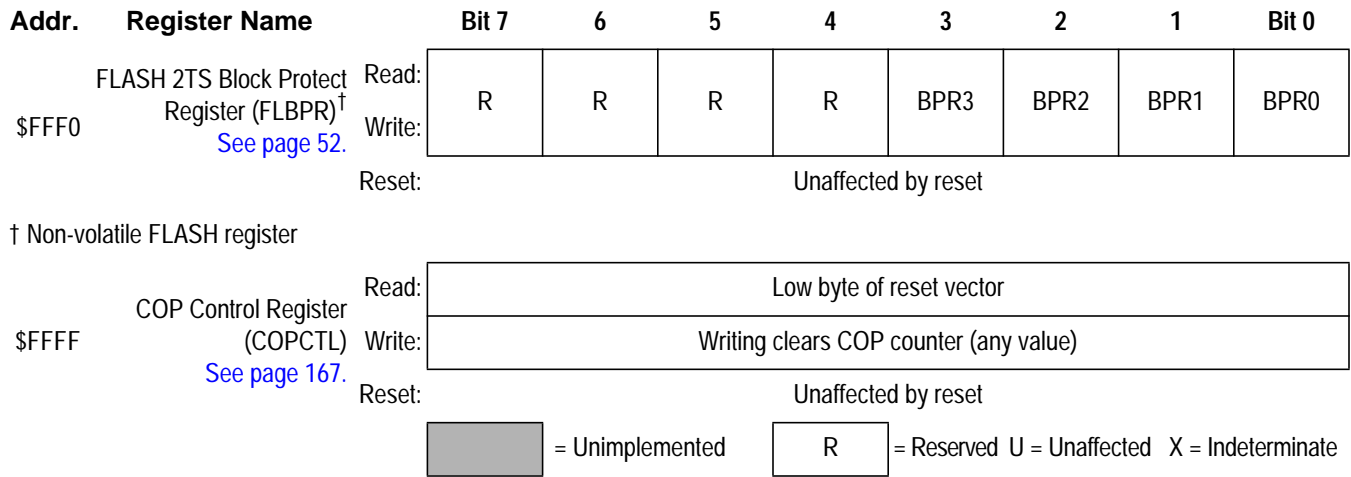 Addr. Register Name Bit 7 6 5 4 3 2 1 Bit 0
FLASH 2TS Block Protect Read:
Register (FLBPR)† R R R R BPR3 BPR2 BPR1 BPR0
$FFF0 Write:
See page 52.
Reset: Unaffected by reset
† Non-volatile FLASH register
Read: Low byte of reset vector
COP Control Register
$FFFF (COPCTL) Write: Writing clears COP counter (any value)
See page 167.
Reset: Unaffected by reset
= Unimplemented R = Reserved U = Unaffected X = Indeterminate